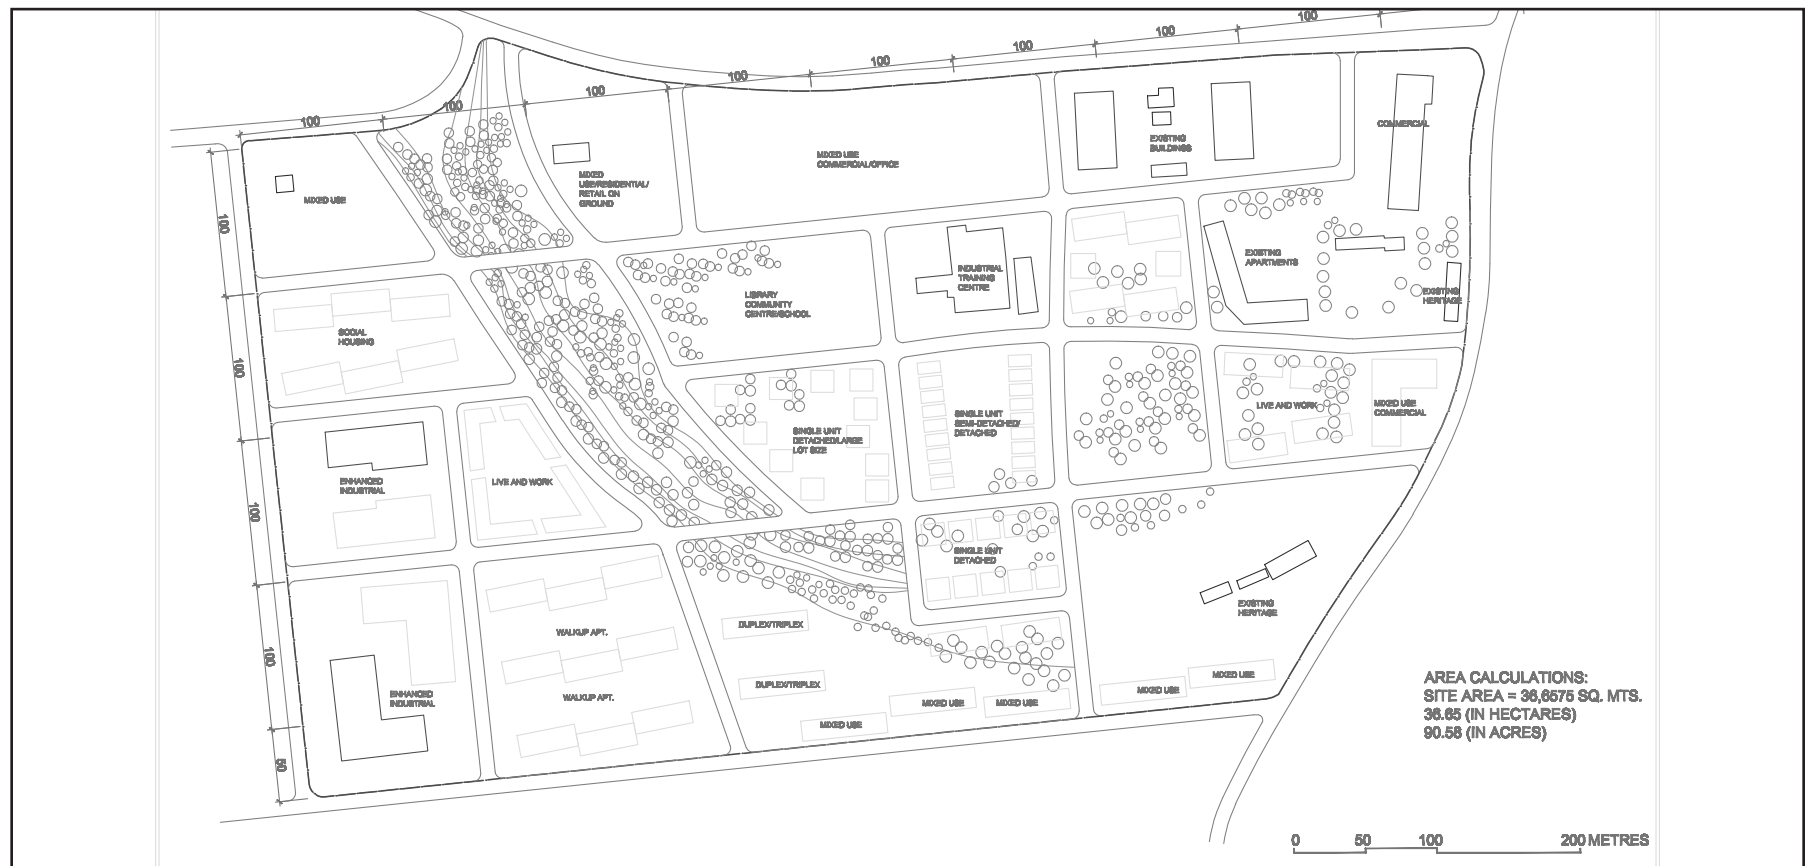 100
100
100
100
100
100
100
100
100
100
100
100
50
MIXED USE
MIXED
USE/RESIDENTIAL/
RETAIL ON
GROUND
MIXED USE
COMMERCIAL/OFFICE
EXISTING
BUILDINGS
COMMERCIAL
SOCIAL
HOUSING
LIBRARY
COMMUNITY
CENTRE/SCHOOL
INDUSTRIAL
TRAINING
CENTRE
EXISTING
APARTMENTS
EXISTING
HERITAGE
ENHANCED
INDUSTRIAL
LIVE AND WORK
SINGLE UNIT
DETACHED/LARGE
LOT SIZE
SINGLE UNIT
SEMI-DETACHED/
DETACHED
LIVE AND WORK
MIXED USE
COMMERCIAL
SINGLE UNIT
DETACHED
EXISTING
HERITAGE
WALKUP APT.
DUPLEX/TRIPLEX
ENHANCED
INDUSTRIAL
WALKUP APT.
DUPLEX/TRIPLEX
MIXED USE
MIXED USE
MIXED USE
MIXED USE
MIXED USE
AREA CALCULATIONS:
SITE AREA = 36,6575 SQ. MTS.
36.65 (IN HECTARES)
90.58 (IN ACRES)
0 50 100 200 METRES